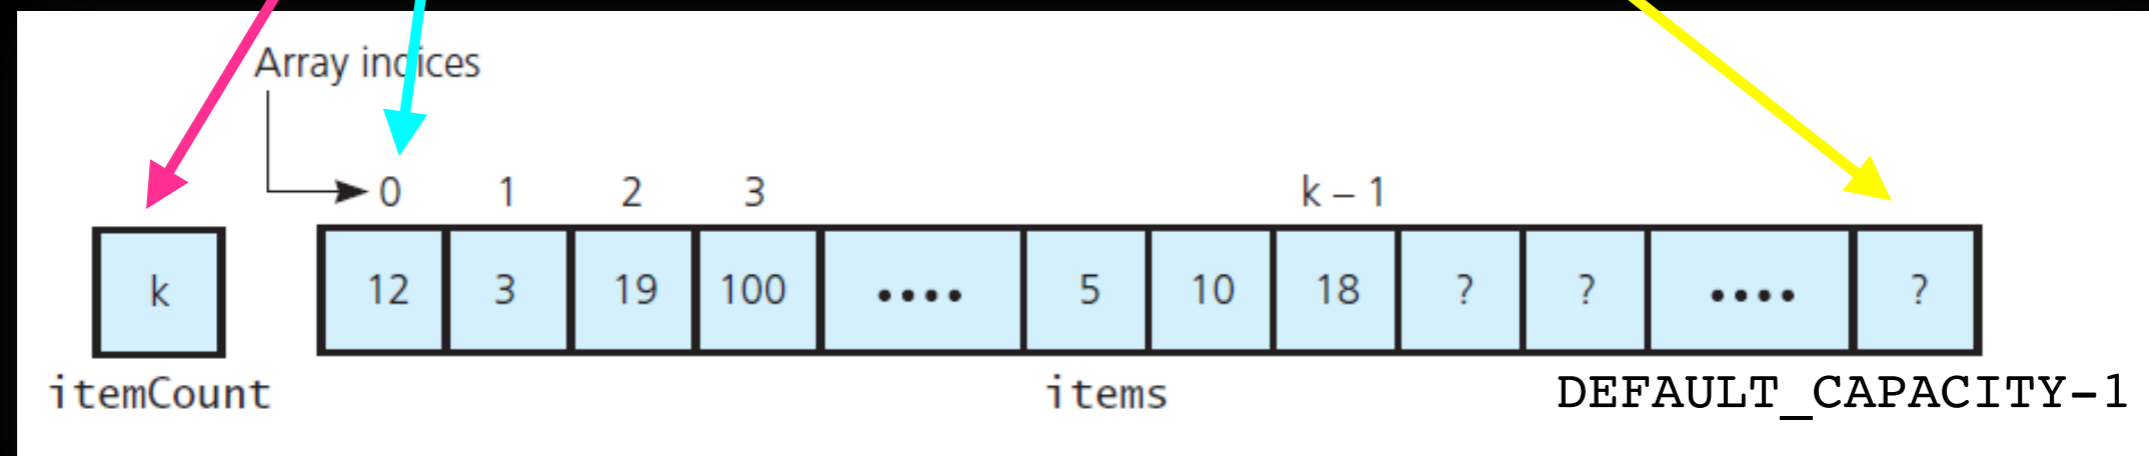 Array indices
0 1 2 3 k – 1
k 12 3 19 100 •••• 5 10 18 ? ? •••• ?
itemCount items DEFAULT_CAPACITY-1